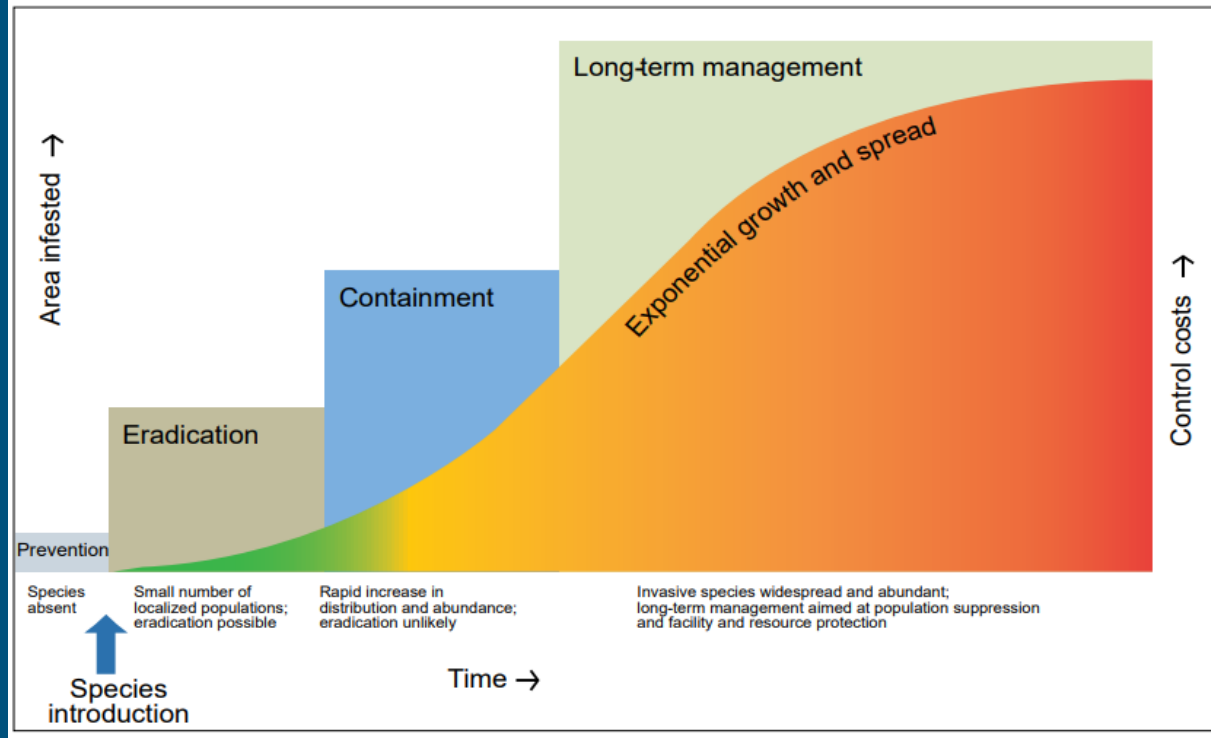 Long-term management
Exponential growth and spread
Area infested →
Containment
Control costs →
Eradication
Prevention
Species
absent
Small number of
localized populations;
eradication possible
Rapid increase in
distribution and abundance;
eradication unlikely
Invasive species widespread and abundant;
long-term management aimed at population suppression
and facility and resource protection
Time →
Species
introduction